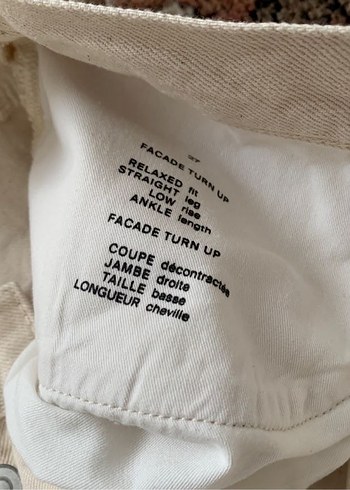 FACADE TURN UP
RELAXED fit
STRAIGHT leg
LOW rise
ANKLE length
FACADE TURN UP
COUPE décontractée
JAMBE droite
TAILLE basse
LONGUEUR cheville